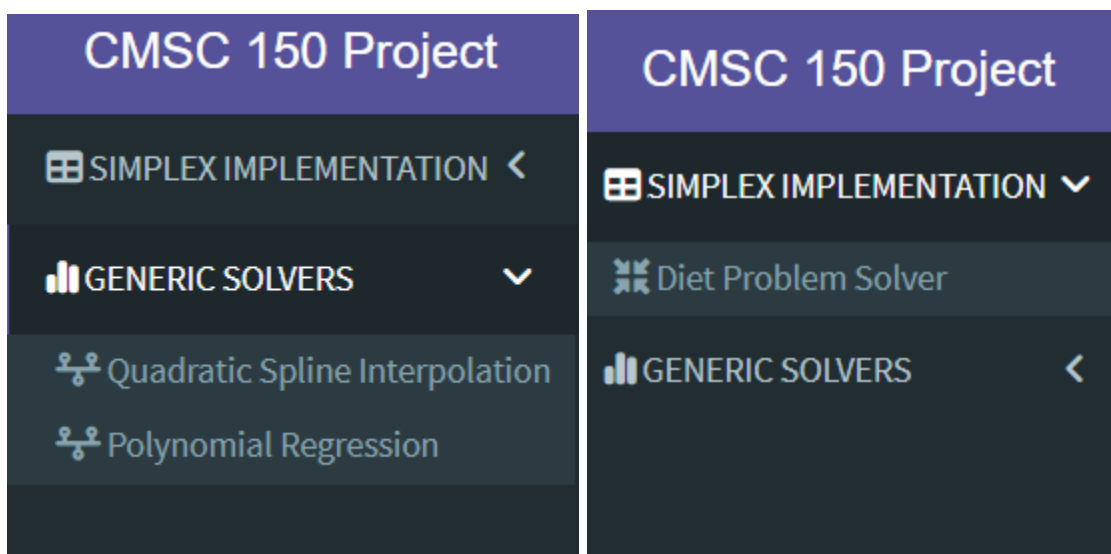 CMSC 150 Project
SIMPLEX IMPLEMENTATION
GENERIC SOLVERS
Quadratic Spline Interpolation
Polynomial Regression
CMSC 150 Project
SIMPLEX IMPLEMENTATION
Diet Problem Solver
GENERIC SOLVERS